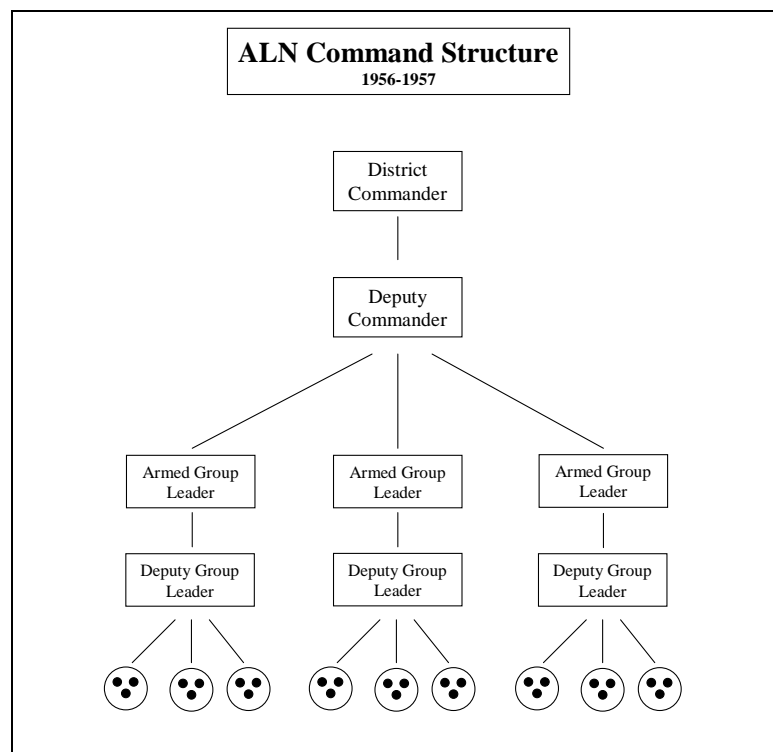 ALN Command Structure
1956-1957
District
Commander
Deputy
Commander
Armed Group
Leader
Armed Group
Leader
Armed Group
Leader
Deputy Group
Leader
Deputy Group
Leader
Deputy Group
Leader